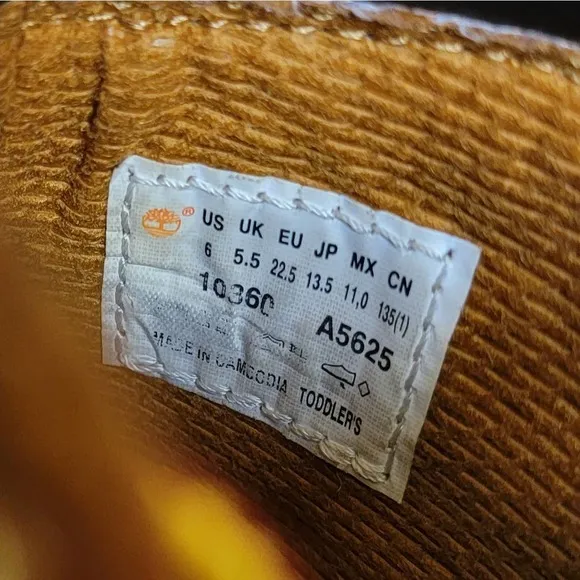 ® US UK EU JP MX CN
6 5.5 22.5 13.5 11.0 135(1)
10360 A5625
MADE IN CAMBODIA TODDLER'S